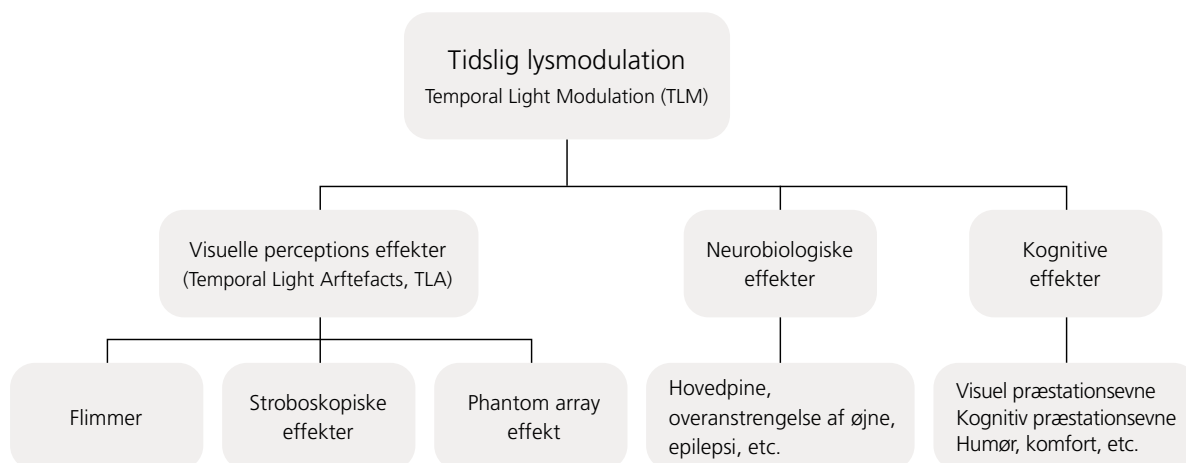 Tidslig lysmodulation
Temporal Light Modulation (TLM)
Visuelle perceptions effekter
(Temporal Light Arftefacts, TLA)
Neurobiologiske
effekter
Kognitive
effekter
Flimmer
Stroboskopiske
effekter
Phantom array
effekt
Hovedpine,
overanstrengelse af øjne,
epilepsi, etc.
Visuel præstationsevne
Kognitiv præstationsevne
Humør, komfort, etc.